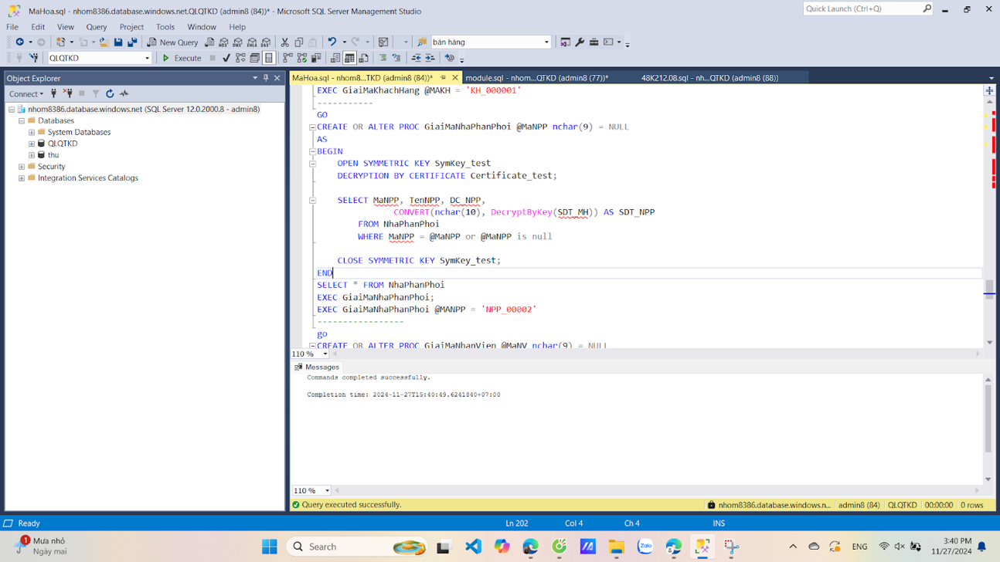 MaHoa.sql - nhom8386.database.windows.net.QLQTKD (admin8 (84))* - Microsoft SQL Server Management Studio
Quick Launch (Ctrl+Q)
File Edit View Query Project Tools Window Help
New Query
bán hàng
QLQTKD
Execute
Object Explorer
MaHoa.sql - nhom8...TKD (admin8 (84))*
module.sql - nhom...QTKD (admin8 (77))*
48K212.08.sql - nh...QTKD (admin8 (88))
Connect
nhom8386.database.windows.net (SQL Server 12.0.2000.8 - admin8)
Databases
System Databases
QLQTKD
thu
Security
Integration Services Catalogs
EXEC GiaiMaKhachHang @MAKH = 'KH_000001'
-----------
GO
CREATE OR ALTER PROC GiaiMaNhaPhanPhoi @MaNPP nchar(9) = NULL
AS
BEGIN
OPEN SYMMETRIC KEY SymKey_test
DECRYPTION BY CERTIFICATE Certificate_test;
SELECT MaNPP, TenNPP, DC_NPP,
CONVERT(nchar(10), DecryptByKey(SDT_MH)) AS SDT_NPP
FROM NhaPhanPhoi
WHERE MaNPP = @MaNPP or @MaNPP is null
CLOSE SYMMETRIC KEY SymKey_test;
END
SELECT * FROM NhaPhanPhoi
EXEC GiaiMaNhaPhanPhoi;
EXEC GiaiMaNhaPhanPhoi @MANPP = 'NPP_00002'
-----------------
go
CREATE OR ALTER PROC GiaiMaNhanVien @MaNV nchar(9) = NULL
110 %
Messages
Commands completed successfully.
Completion time: 2024-11-27T15:40:49.6241840+07:00
110 %
Query executed successfully.
nhom8386.database.windows.n... admin8 (84) QLQTKD 00:00:00 0 rows
Ready
Ln 202 Col 4 Ch 4 INS
1
Mưa nhỏ
Ngày mai
Search
Zalo
ENG
3:40 PM
11/27/2024